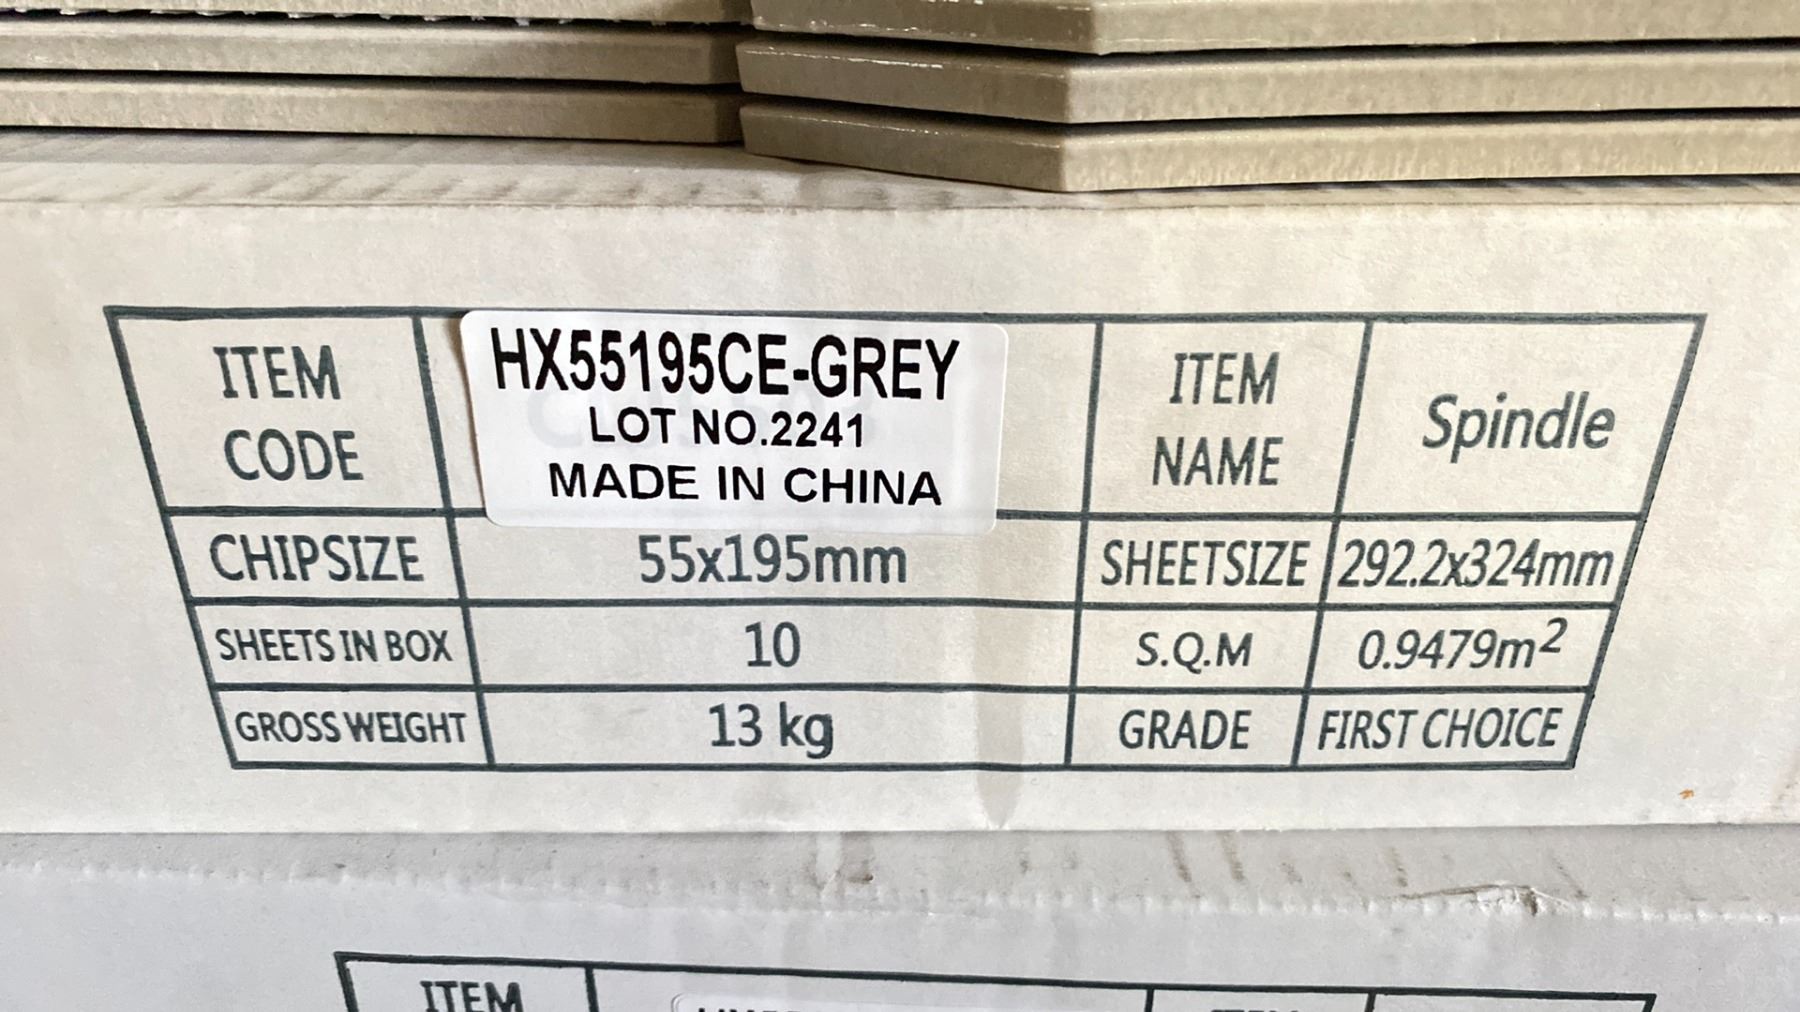 ITEM CODE
HX55195CE-GREY
LOT NO.2241
MADE IN CHINA
ITEM NAME
Spindle
CHIPSIZE
55x195mm
SHEETSIZE
292.2x324mm
SHEETS IN BOX
10
S.Q.M
0.9479m²
GROSS WEIGHT
13 kg
GRADE
FIRST CHOICE
ITEM